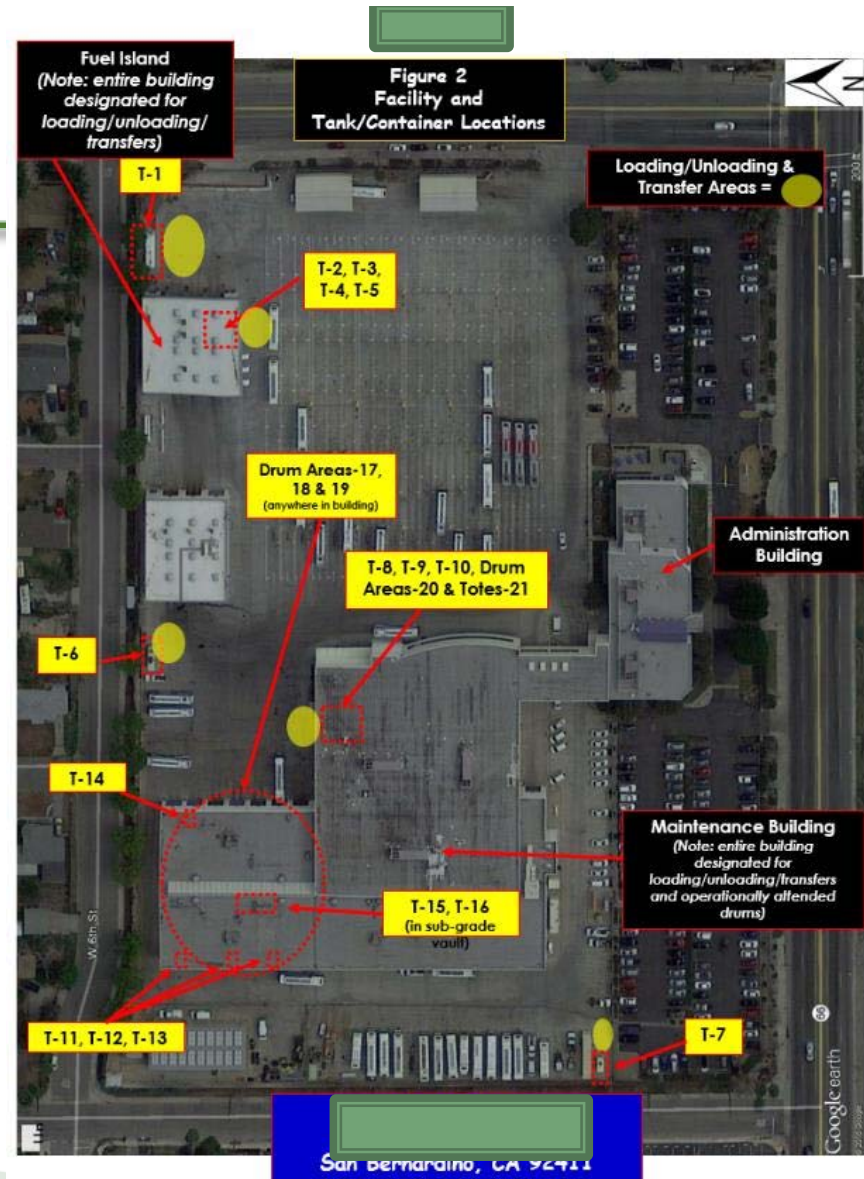 Fuel Island
(Note: entire building
designated for
loading/unloading/
transfers)
Figure 2
Facility and
Tank/Container Locations
N
200 ft
T-1
Loading/Unloading &
Transfer Areas =
T-2, T-3,
T-4, T-5
Drum Areas-17,
18 & 19
(anywhere in building)
T-8, T-9, T-10, Drum
Areas-20 & Totes-21
Administration
Building
T-6
T-14
Maintenance Building
(Note: entire building
designated for
loading/unloading/transfers
and operationally attended
drums)
T-15, T-16
(in sub-grade
vault)
W 6th St
T-11, T-12, T-13
T-7
66
Google earth
San Bernardino, CA 92411